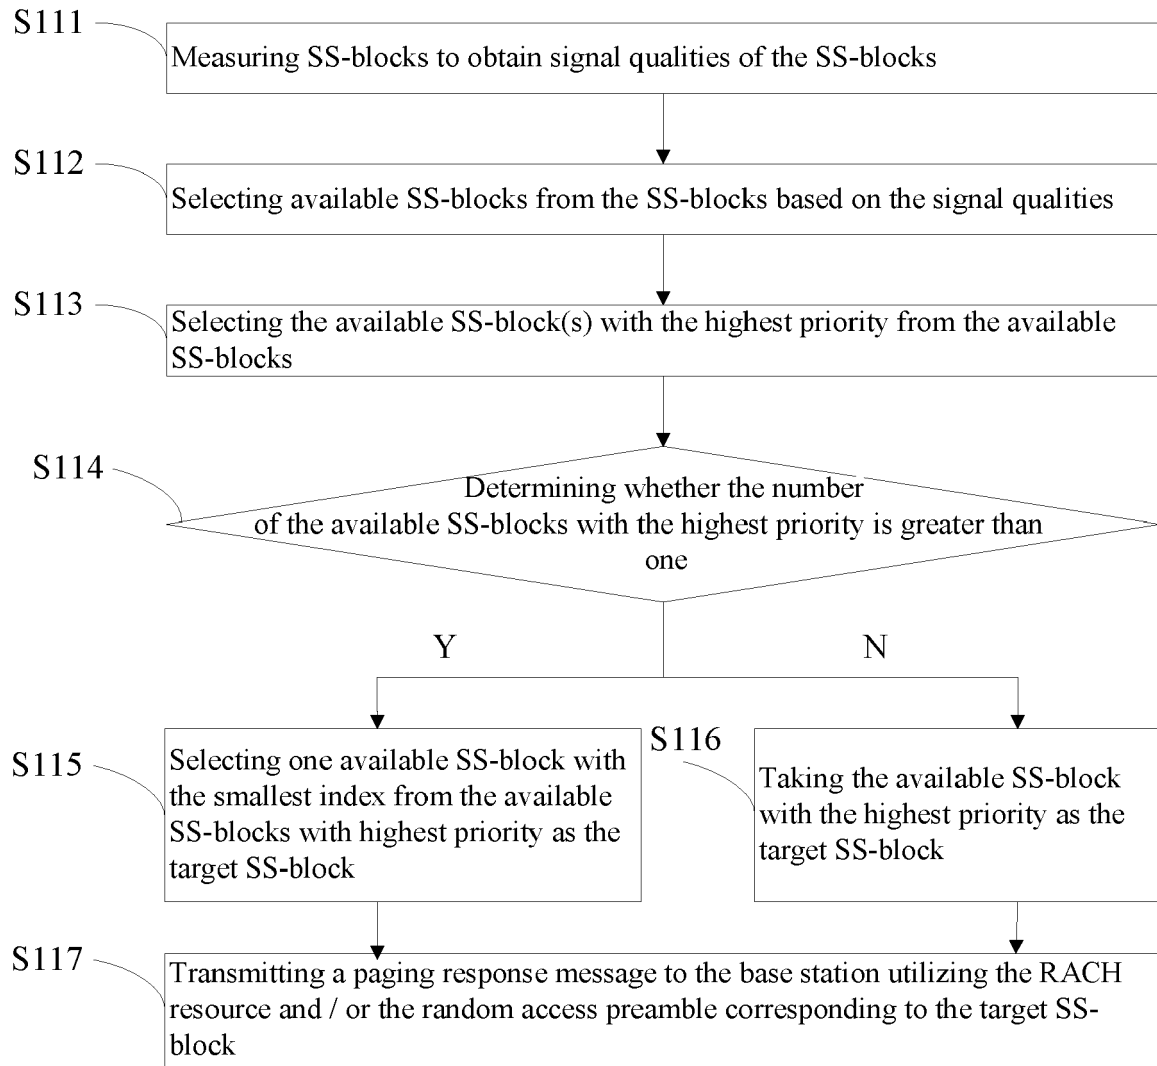 S111
Measuring SS-blocks to obtain signal qualities of the SS-blocks
S112
Selecting available SS-blocks from the SS-blocks based on the signal qualities
S113
Selecting the available SS-block(s) with the highest priority from the available
SS-blocks
S114
Determining whether the number
of the available SS-blocks with the highest priority is greater than
one
Y
N
S115
Selecting one available SS-block with
the smallest index from the available
SS-blocks with highest priority as the
target SS-block
S116
Taking the available SS-block
with the highest priority as the
target SS-block
S117
Transmitting a paging response message to the base station utilizing the RACH
resource and / or the random access preamble corresponding to the target SS-
block